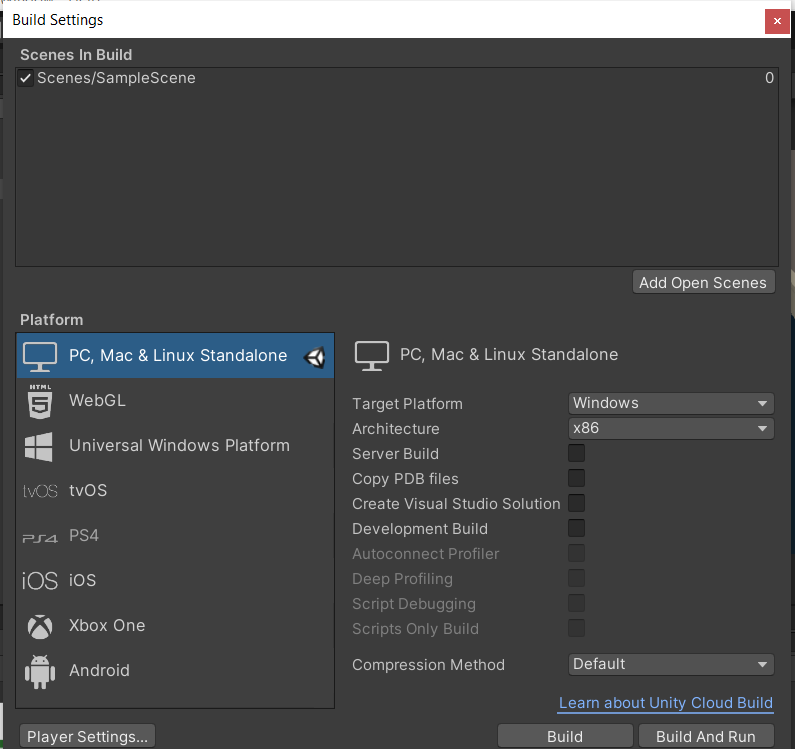 Build Settings
Scenes In Build
Scenes/SampleScene 0
Add Open Scenes
Platform
PC, Mac & Linux Standalone
HTML
5
WebGL
Universal Windows Platform
tvOS tvOS
PS4 PS4
iOS iOS
Xbox One
Android
PC, Mac & Linux Standalone
Target Platform Windows
Architecture x86
Server Build
Copy PDB files
Create Visual Studio Solution
Development Build
Autoconnect Profiler
Deep Profiling
Script Debugging
Scripts Only Build
Compression Method Default
Learn about Unity Cloud Build
Player Settings... Build Build And Run